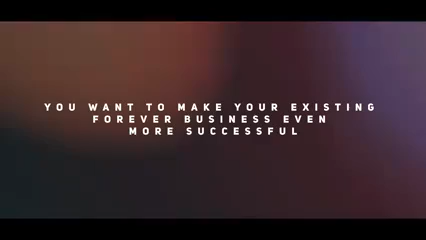 YOU WANT TO MAKE YOUR EXISTING
FOREVER BUSINESS EVEN
MORE SUCCESSFUL